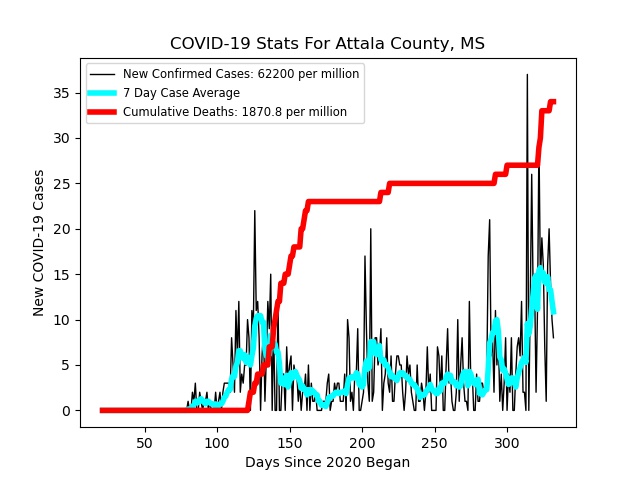 COVID-19 Stats For Attala County, MS
New Confirmed Cases: 62200 per million
7 Day Case Average
Cumulative Deaths: 1870.8 per million
New COVID-19 Cases
35
30
25
20
15
10
5
0
50 100 150 200 250 300
Days Since 2020 Began